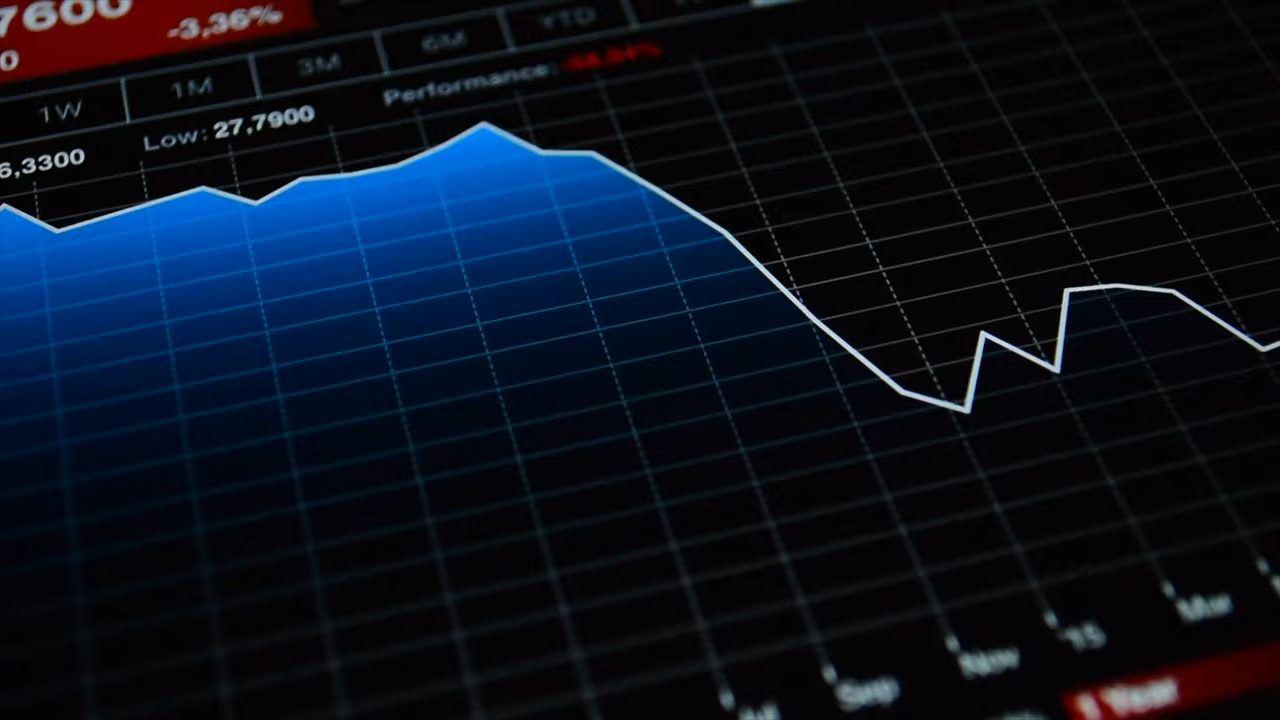 7600
-3,36%
0
1W 1M 3M 6M YTD
6,3300 Low: 27,7900 Performance:
Jul Sep Nov '15 Mar
1 Year